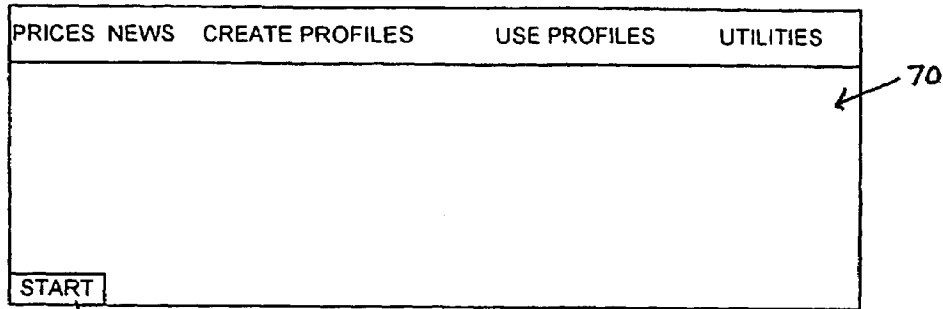 PRICES NEWS CREATE PROFILES USE PROFILES UTILITIES
70
START